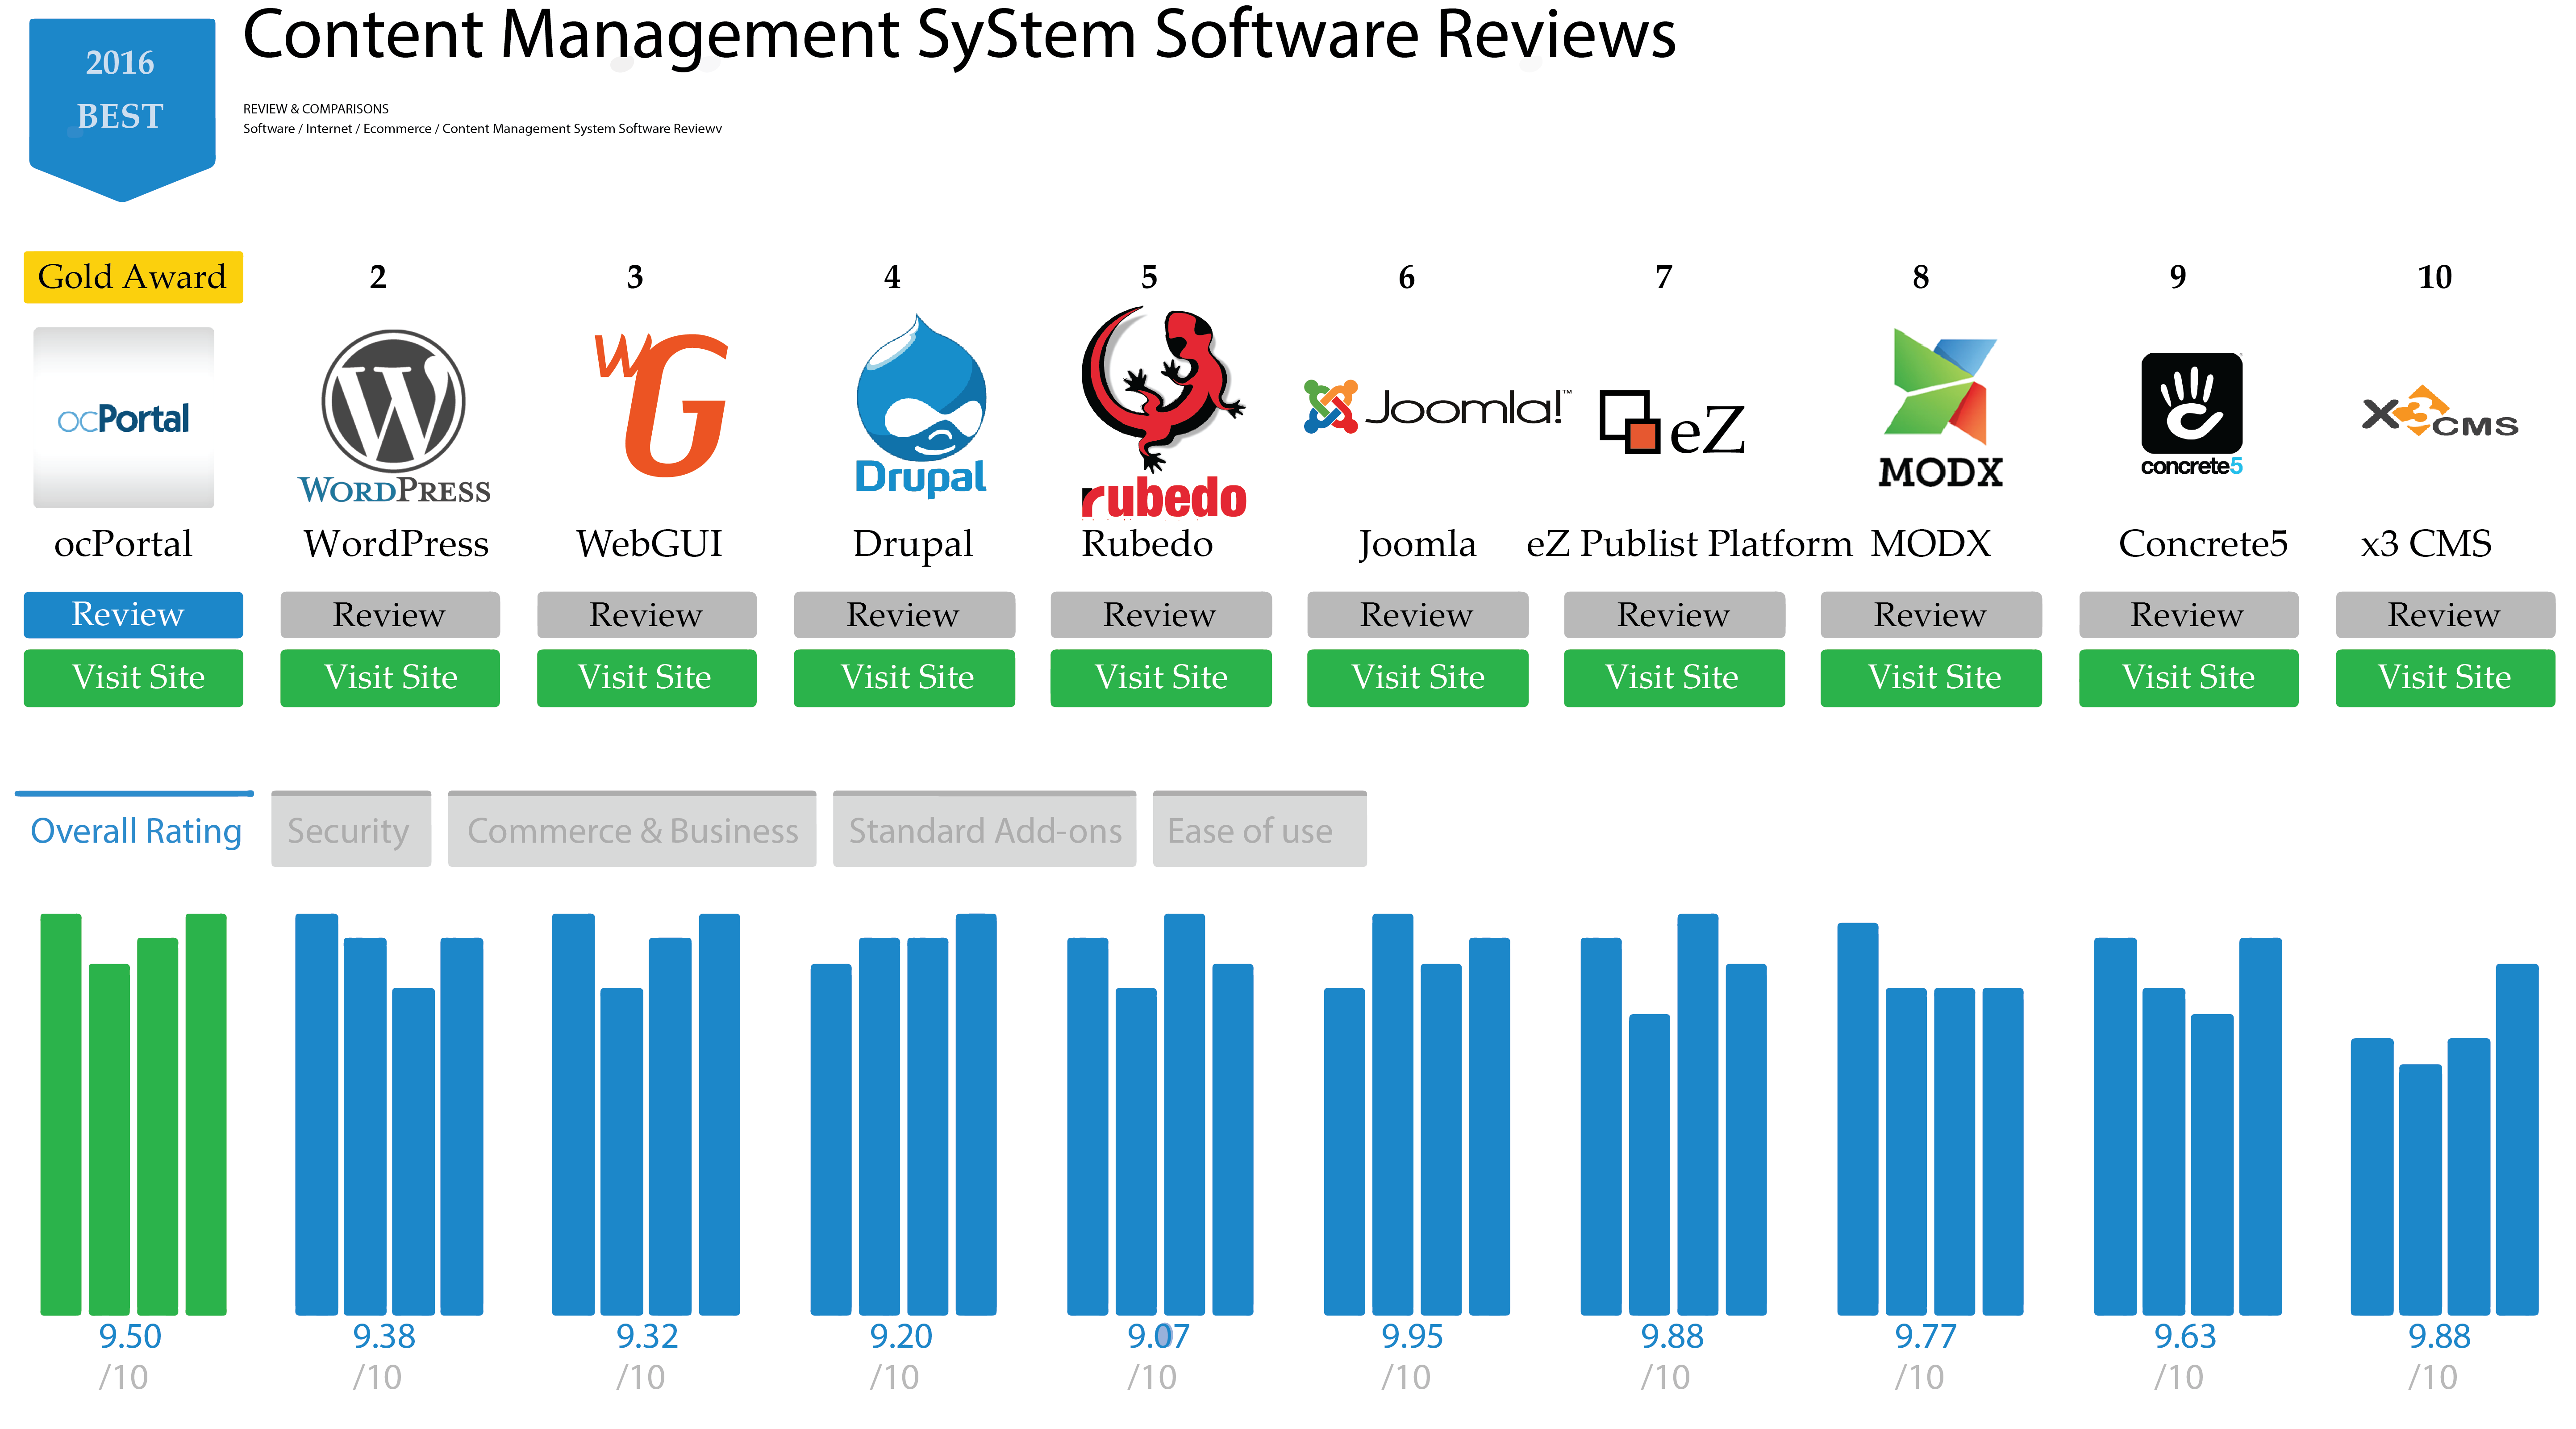 2016
BEST
Content Management SyStem Software Reviews
REVIEW & COMPARISONS
Software / Internet / Ecommerce / Content Management System Software Reviewv
Gold Award 2 3 4 5 6 7 8 9 10
ocPortal
WORDPRESS
WG
Drupal
rubedo
Joomla!™
eZ
MODX
concrete5
X3CMS
ocPortal WordPress WebGUI Drupal Rubedo Joomla eZ Publist Platform MODX Concrete5 x3 CMS
Review Review Review Review Review Review Review Review Review Review
Visit Site Visit Site Visit Site Visit Site Visit Site Visit Site Visit Site Visit Site Visit Site Visit Site
Overall Rating Security Commerce & Business Standard Add-ons Ease of use
9.50 9.38 9.32 9.20 9.07 9.95 9.88 9.77 9.63 9.88
/10 /10 /10 /10 /10 /10 /10 /10 /10 /10